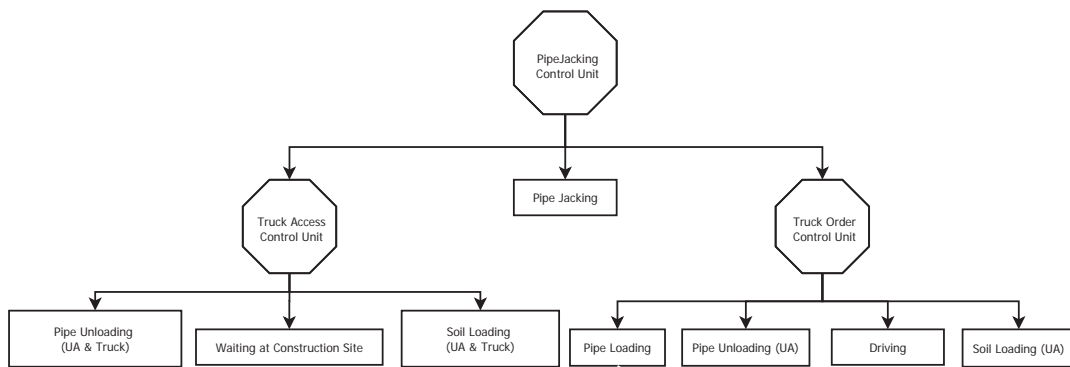 PipeJacking
Control Unit
Truck Access
Control Unit
Pipe Jacking
Truck Order
Control Unit
Pipe Unloading
(UA & Truck)
Waiting at Construction Site
Soil Loading
(UA & Truck)
Pipe Loading
Pipe Unloading (UA)
Driving
Soil Loading (UA)